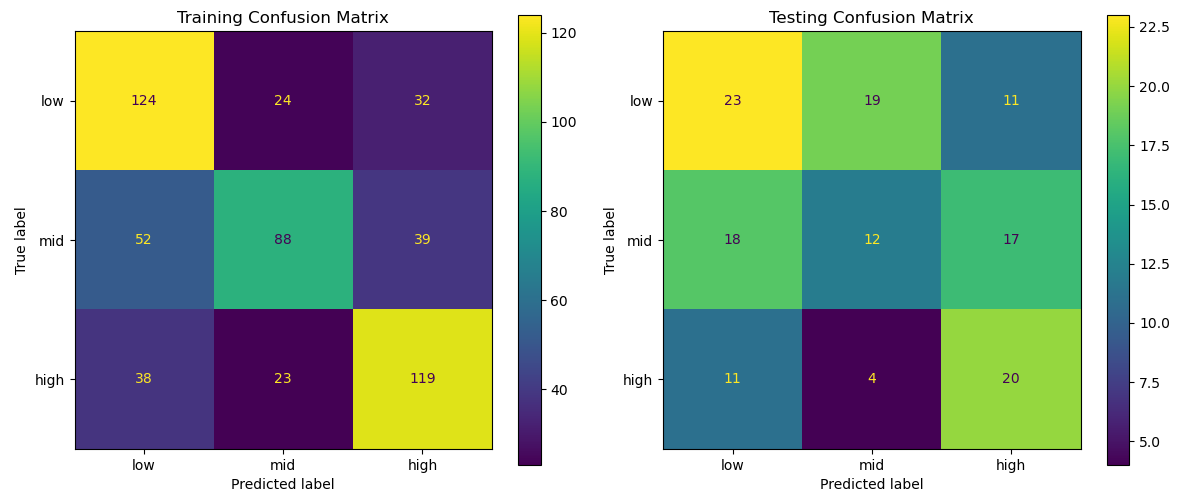 Training Confusion Matrix
low 124 24 32
mid 52 88 39
high 38 23 119
low mid high
Predicted label
True label
120
100
80
60
40
Testing Confusion Matrix
low 23 19 11
mid 18 12 17
high 11 4 20
low mid high
Predicted label
True label
22.5
20.0
17.5
15.0
12.5
10.0
7.5
5.0